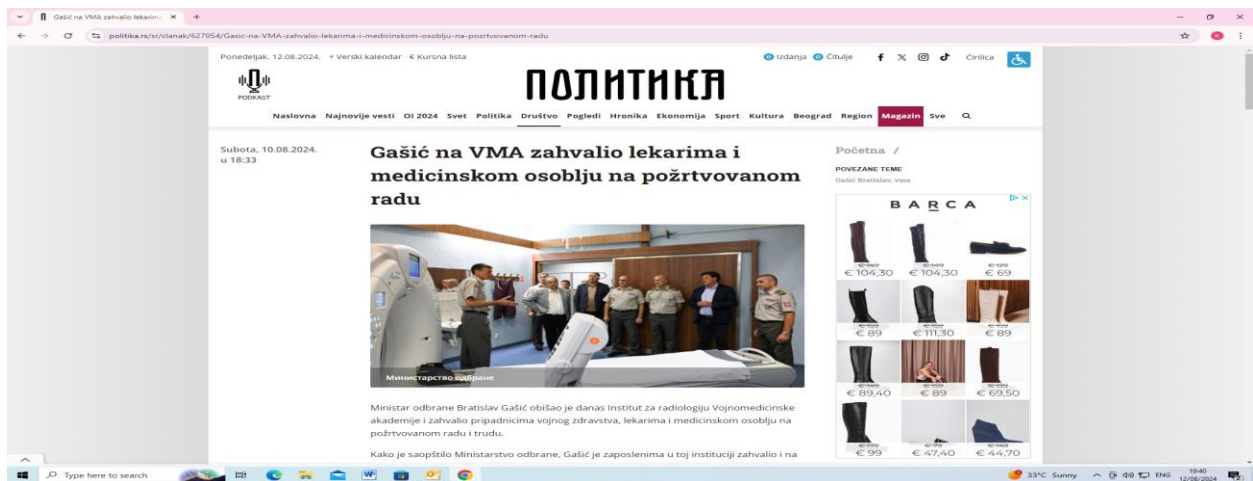 Gašić na VMA zahvalio lekarima
politika.rs/sr/clanak/627054/Gasic-na-VMA-zahvalio-lekarima-i-medicinskom-osoblju-na-pozrtvovanom-radu
Ponedeljak, 12.08.2024. † Verski kalendar € Kursna lista
Izdanja Čitulje Ćirilica
PODKAST
ПОЛИТИКА
Naslovna Najnovije vesti OI 2024 Svet Politika Društvo Pogledi Hronika Ekonomija Sport Kultura Beograd Region Magazin Sve
Subota, 10.08.2024.
u 18:33
Gašić na VMA zahvalio lekarima i
medicinskom osoblju na požrtvovanom
radu
Министарство одбране
Ministar odbrane Bratislav Gašić obišao je danas Institut za radiologiju Vojnomedicinske
akademije i zahvalio pripadnicima vojnog zdravstva, lekarima i medicinskom osoblju na
požrtvovanom radu i trudu.
Kako je saopštilo Ministarstvo odbrane, Gašić je zaposlenima u toj instituciji zahvalio i na
Početna /
POVEZANE TEME
Gašić Bratislav, vma
BARCA
€ 104,30 € 104,30 € 69
€ 89 € 111,30 € 89
€ 89,40 € 89 € 69,50
€ 99 € 47,40 € 44,70
Type here to search
33°C Sunny
ENG
10:40
12/08/2024